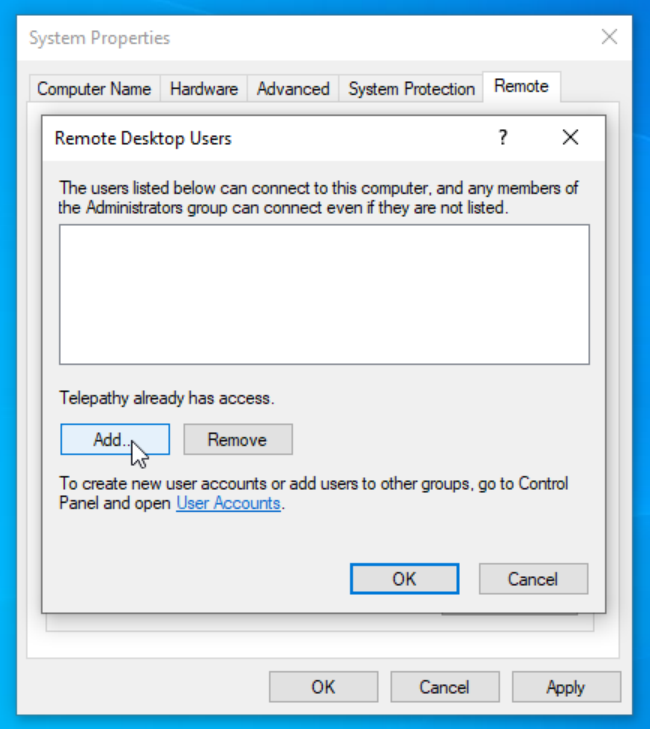 System Properties
Computer Name Hardware Advanced System Protection Remote
Remote Desktop Users ?
The users listed below can connect to this computer, and any members of
the Administrators group can connect even if they are not listed.
Telepathy already has access.
Add... Remove
To create new user accounts or add users to other groups, go to Control
Panel and open User Accounts.
OK Cancel
OK Cancel Apply